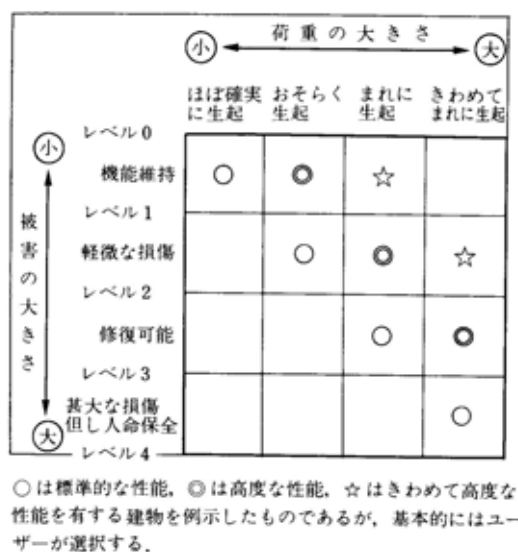 荷重の大きさ
小 大
ほぼ確実に生起 おそらく生起 まれに生起 きわめてまれに生起
小
被害の大きさ
大
レベル0
機能維持 ○ ◎ ☆
レベル1
軽微な損傷 ○ ◎ ☆
レベル2
修復可能 ○ ◎
レベル3
甚大な損傷
但し人命保全 ○
レベル4
○は標準的な性能，◎は高度な性能，☆はきわめて高度な
性能を有する建物を例示したものであるが，基本的にはユー
ザーが選択する．